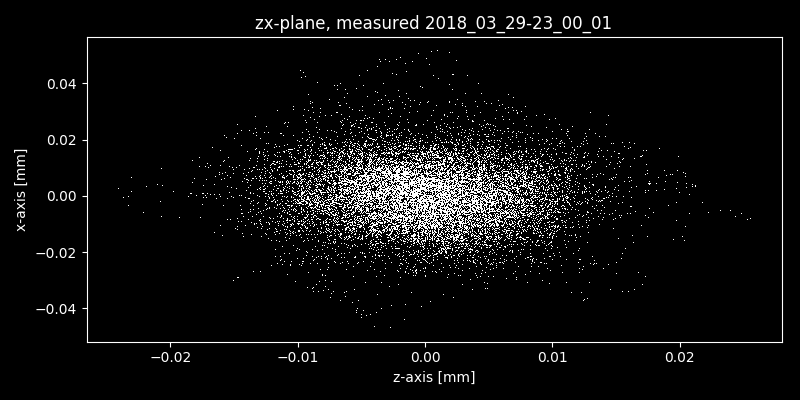 zx-plane, measured 2018_03_29-23_00_01
0.04
0.02
0.00
−0.02
−0.04
x-axis [mm]
−0.02 −0.01 0.00 0.01 0.02
z-axis [mm]